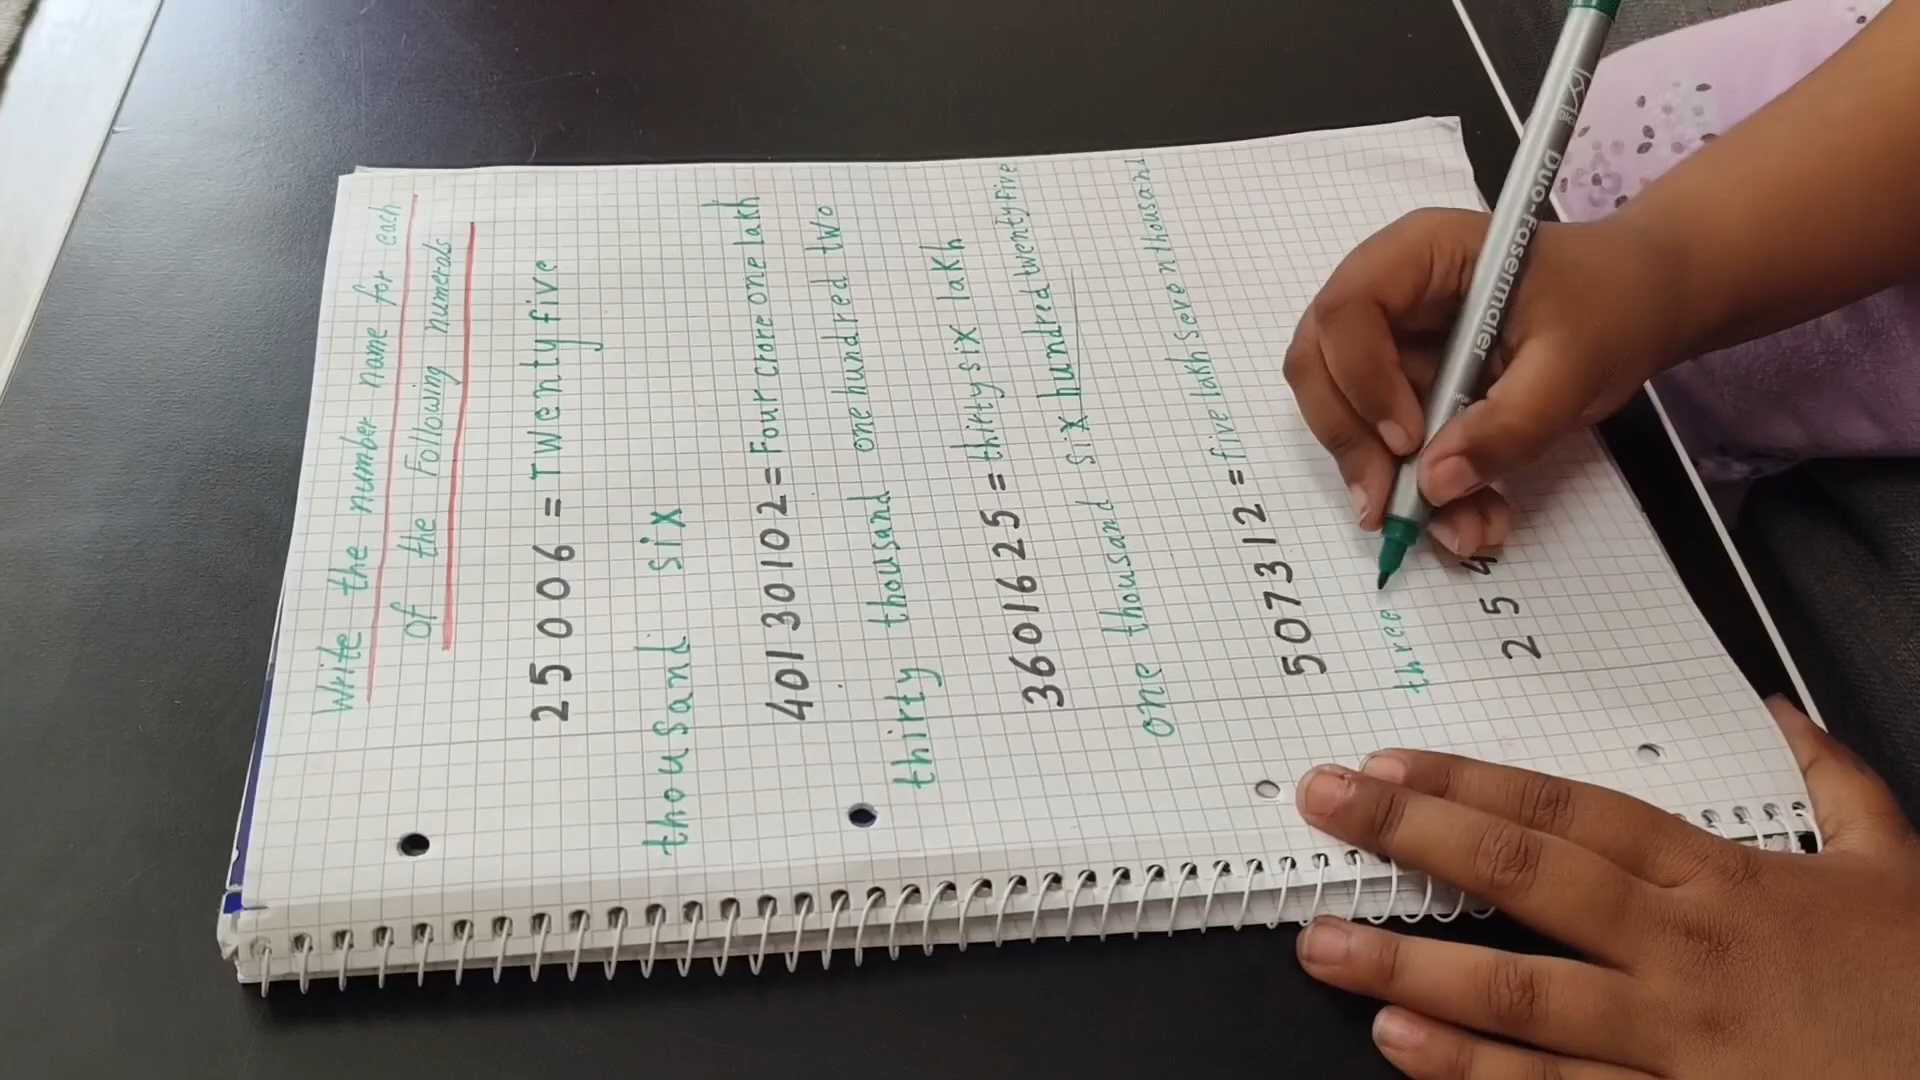 Write the number name for each
of the Following numerals
25006 = Twenty five
thousand six
40130102 = Four crore one lakh
thirty thousand one hundred two
3601625 = thirty six lakh
one thousand six hundred twenty five
507312 = five lakh seven thousand
three
254
Duo-Fasermaler